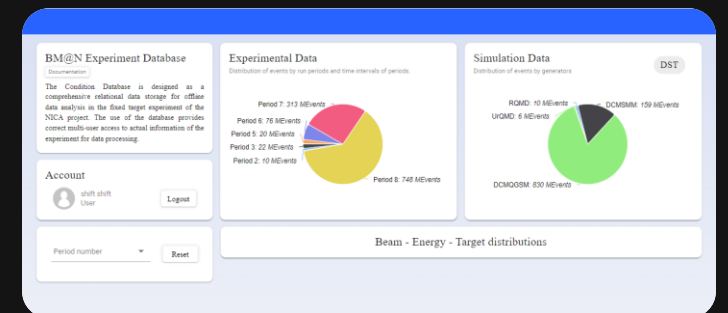 BM@N Experiment Database
Documentation
The Condition Database is designed as a
comprehensive relational data storage for offline
data analysis in the fixed target experiment of the
NICA project. The use of the database provides
correct multi-user access to actual information of the
experiment for data processing.
Account
shift shift
User
Logout
Period number
Reset
Experimental Data
Distribution of events by run periods and time intervals of periods.
Period 7: 313 MEvents
Period 6: 76 MEvents
Period 5: 20 MEvents
Period 3: 22 MEvents
Period 2: 10 MEvents
Period 8: 748 MEvents
Simulation Data
Distribution of events by generators
DST
RQMD: 10 MEvents
DCMSMM: 159 MEvents
UrQMD: 6 MEvents
DCMQGSM: 830 MEvents
Beam - Energy - Target distributions